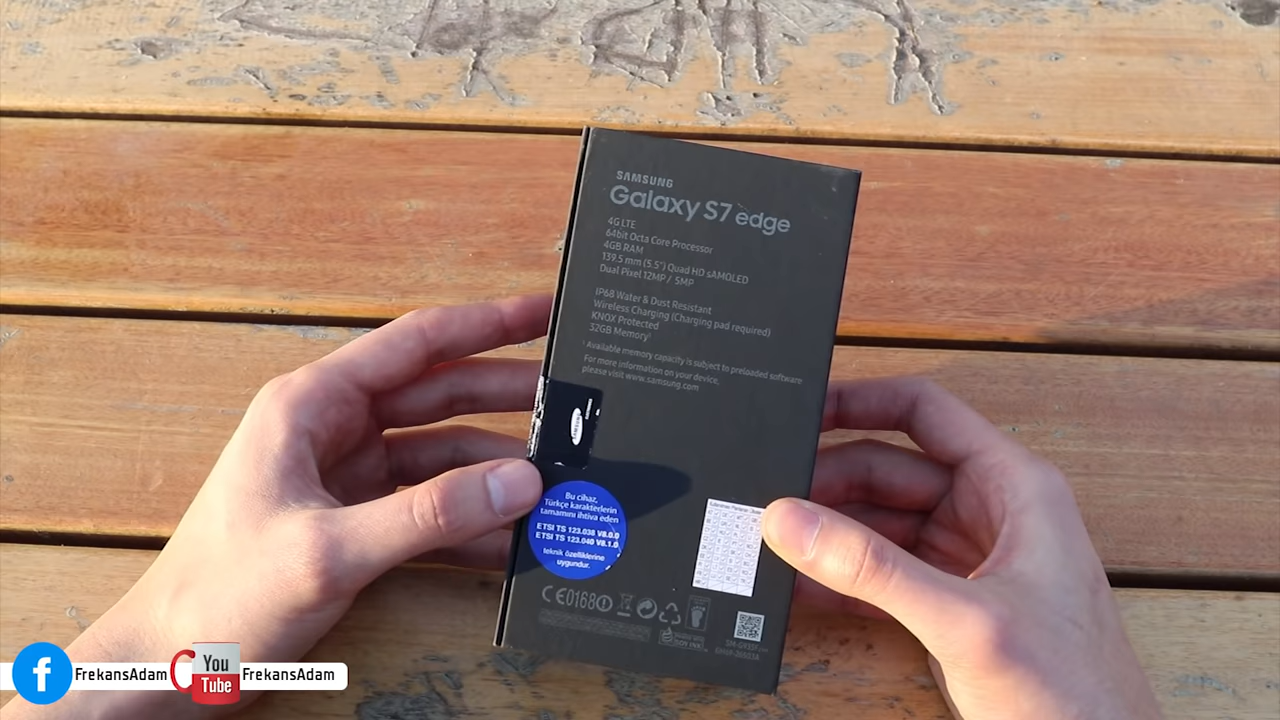 SAMSUNG
Galaxy S7 edge
4G LTE
64bit Octa Core Processor
4GB RAM
139.5 mm (5.5") Quad HD sAMOLED
Dual Pixel 12MP / 5MP
IP68 Water & Dust Resistant
Wireless Charging (Charging pad required)
KNOX Protected
32GB Memory¹
¹ Available memory capacity is subject to preloaded software
For more information on your device,
please visit www.samsung.com
SAMSUNG
Bu cihaz,
Türkçe karakterlerin
tamamını ihtiva eden
ETSI TS 123.038 V8.0.0
ETSI TS 123.040 V8.1.0
teknik özelliklerine
uygundur.
CE0168
SOY INK
FrekansAdam
You
Tube
FrekansAdam